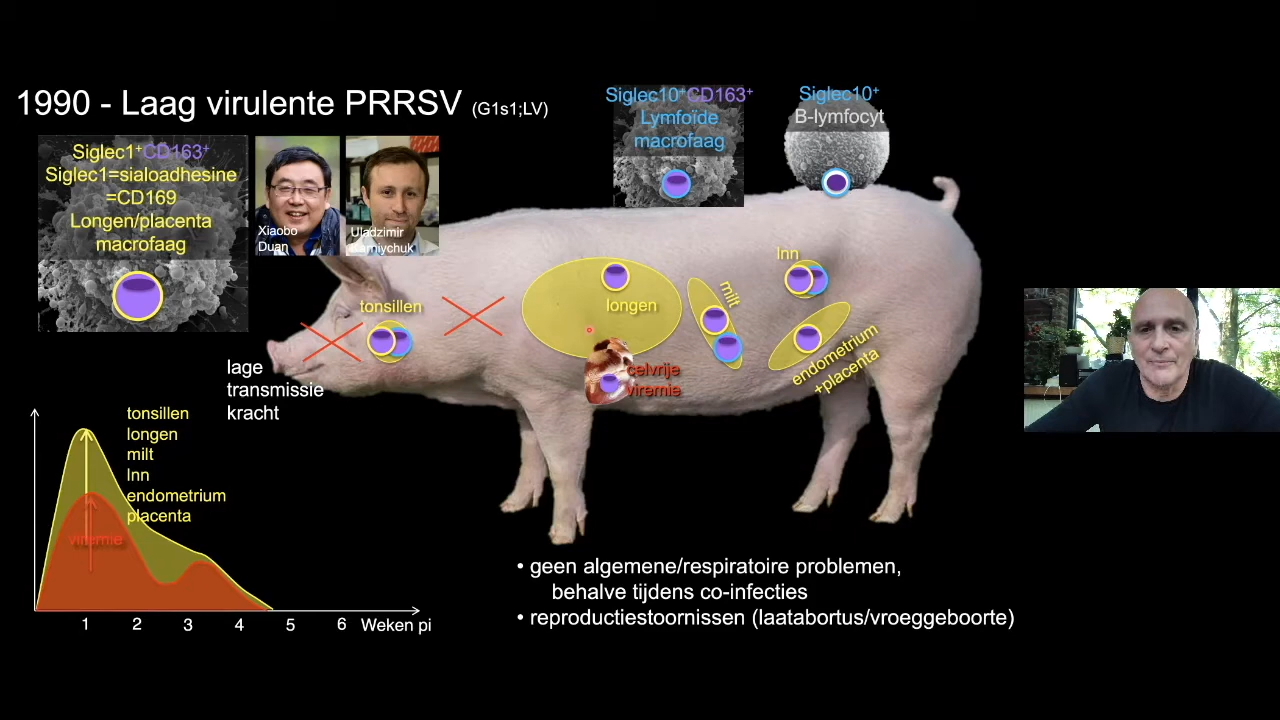 1990 - Laag virulente PRRSV (G1s1;LV)
Siglec1+CD163+
Siglec1=sialoadhesine
=CD169
Longen/placenta
macrofaag
Xiaobo
Duan
Uladzimir
Karniychuk
Siglec10+CD163+
Lymfoïde
macrofaag
Siglec10+
B-lymfocyt
tonsillen
longen
milt
lnn
endometrium
+placenta
celvrije
viremie
lage
transmissie
kracht
tonsillen
longen
milt
lnn
endometrium
placenta
viremie
1 2 3 4 5 6 Weken pi
• geen algemene/respiratoire problemen,
behalve tijdens co-infecties
• reproductiestoornissen (laatabortus/vroeggeboorte)